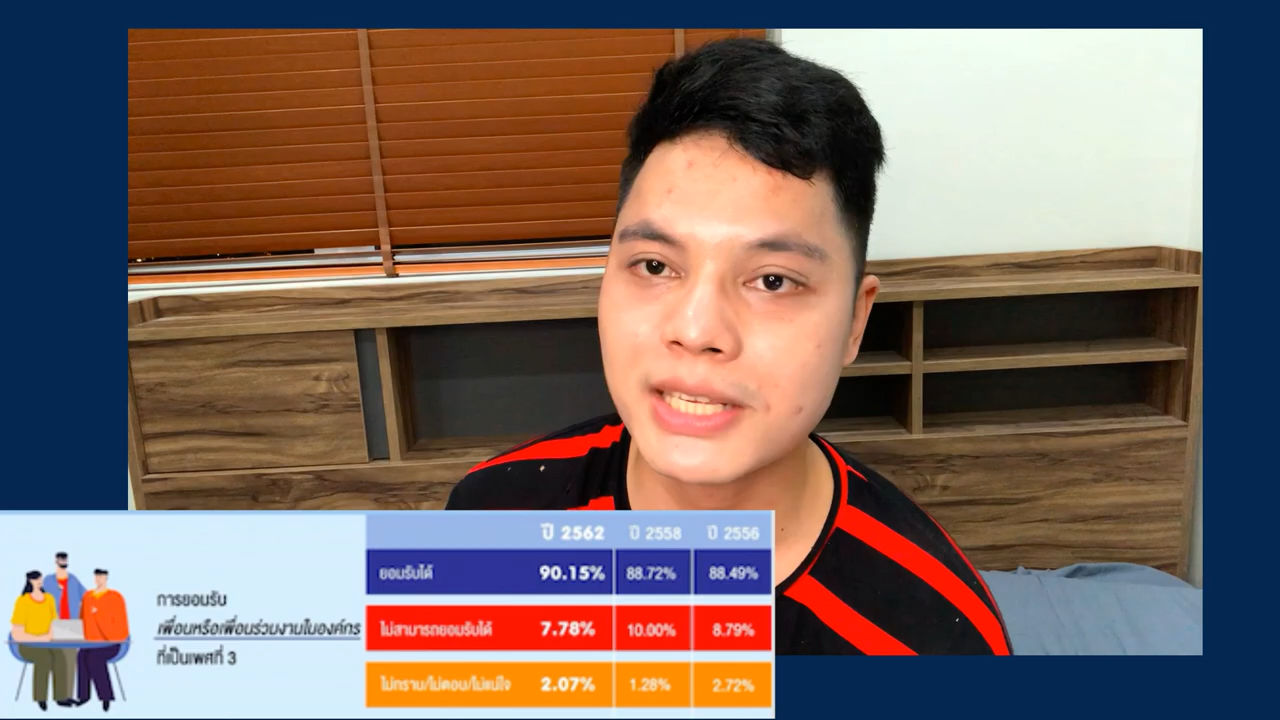 การยอมรับ
เพื่อนหรือเพื่อนร่วมงานในองค์กร
ที่เป็นเพศที่ 3
ปี 2562 ปี 2558 ปี 2556
ยอมรับได้ 90.15% 88.72% 88.49%
ไม่สามารถยอมรับได้ 7.78% 10.00% 8.79%
ไม่ทราบ/ไม่ตอบ/ไม่แน่ใจ 2.07% 1.28% 2.72%